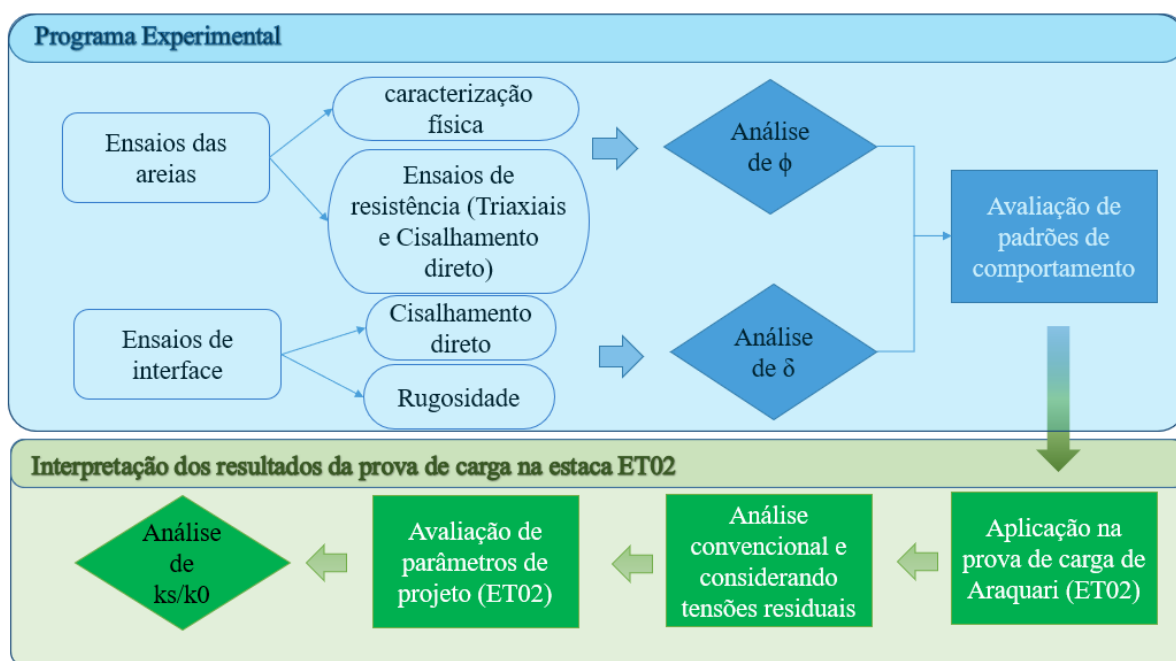 Programa Experimental
Ensaios das
areias
caracterização
física
Ensaios de
resistência (Triaxiais
e Cisalhamento
direto)
Análise
de ϕ
Avaliação de
padrões de
comportamento
Ensaios de
interface
Cisalhamento
direto
Rugosidade
Análise
de δ
Interpretação dos resultados da prova de carga na estaca ET02
Análise
de
ks/k0
Avaliação de
parâmetros de
projeto (ET02)
Análise
convencional e
considerando
tensões residuais
Aplicação na
prova de carga de
Araquari (ET02)